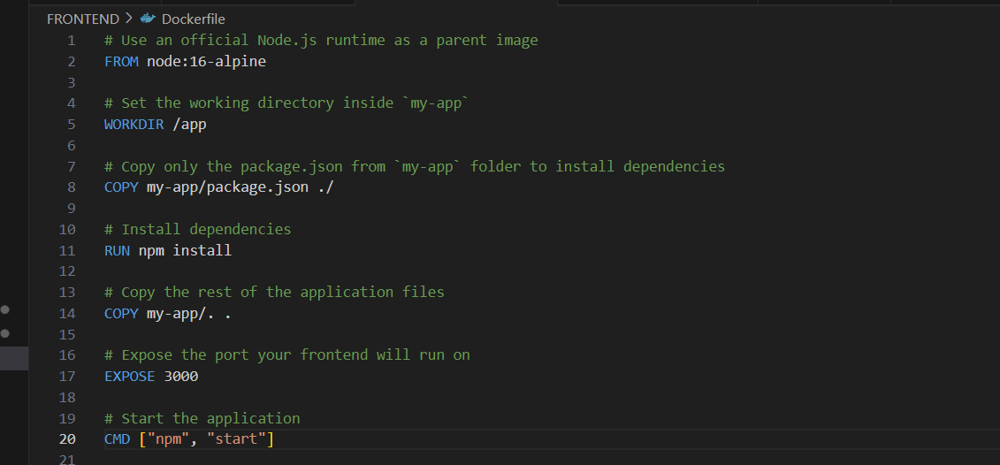 FRONTEND > Dockerfile
1 # Use an official Node.js runtime as a parent image
2 FROM node:16-alpine
3
4 # Set the working directory inside `my-app`
5 WORKDIR /app
6
7 # Copy only the package.json from `my-app` folder to install dependencies
8 COPY my-app/package.json ./
9
10 # Install dependencies
11 RUN npm install
12
13 # Copy the rest of the application files
14 COPY my-app/. .
15
16 # Expose the port your frontend will run on
17 EXPOSE 3000
18
19 # Start the application
20 CMD ["npm", "start"]
21